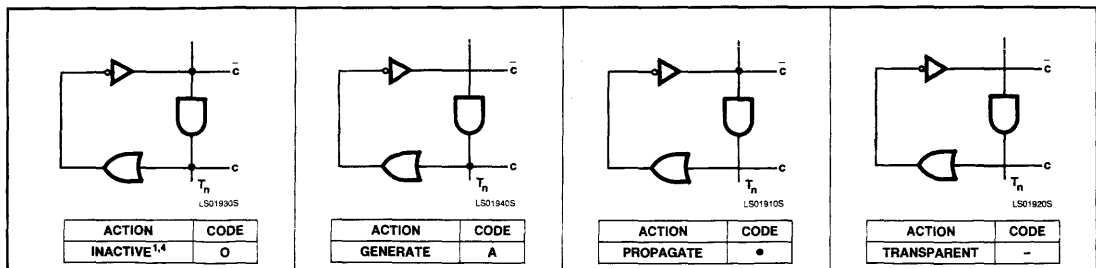 C̄
C
Tn
LS01930S
ACTION CODE
INACTIVE1,4 O
C̄
C
Tn
LS01940S
ACTION CODE
GENERATE A
C̄
C
Tn
LS01910S
ACTION CODE
PROPAGATE •
C̄
C
Tn
LS01920S
ACTION CODE
TRANSPARENT –